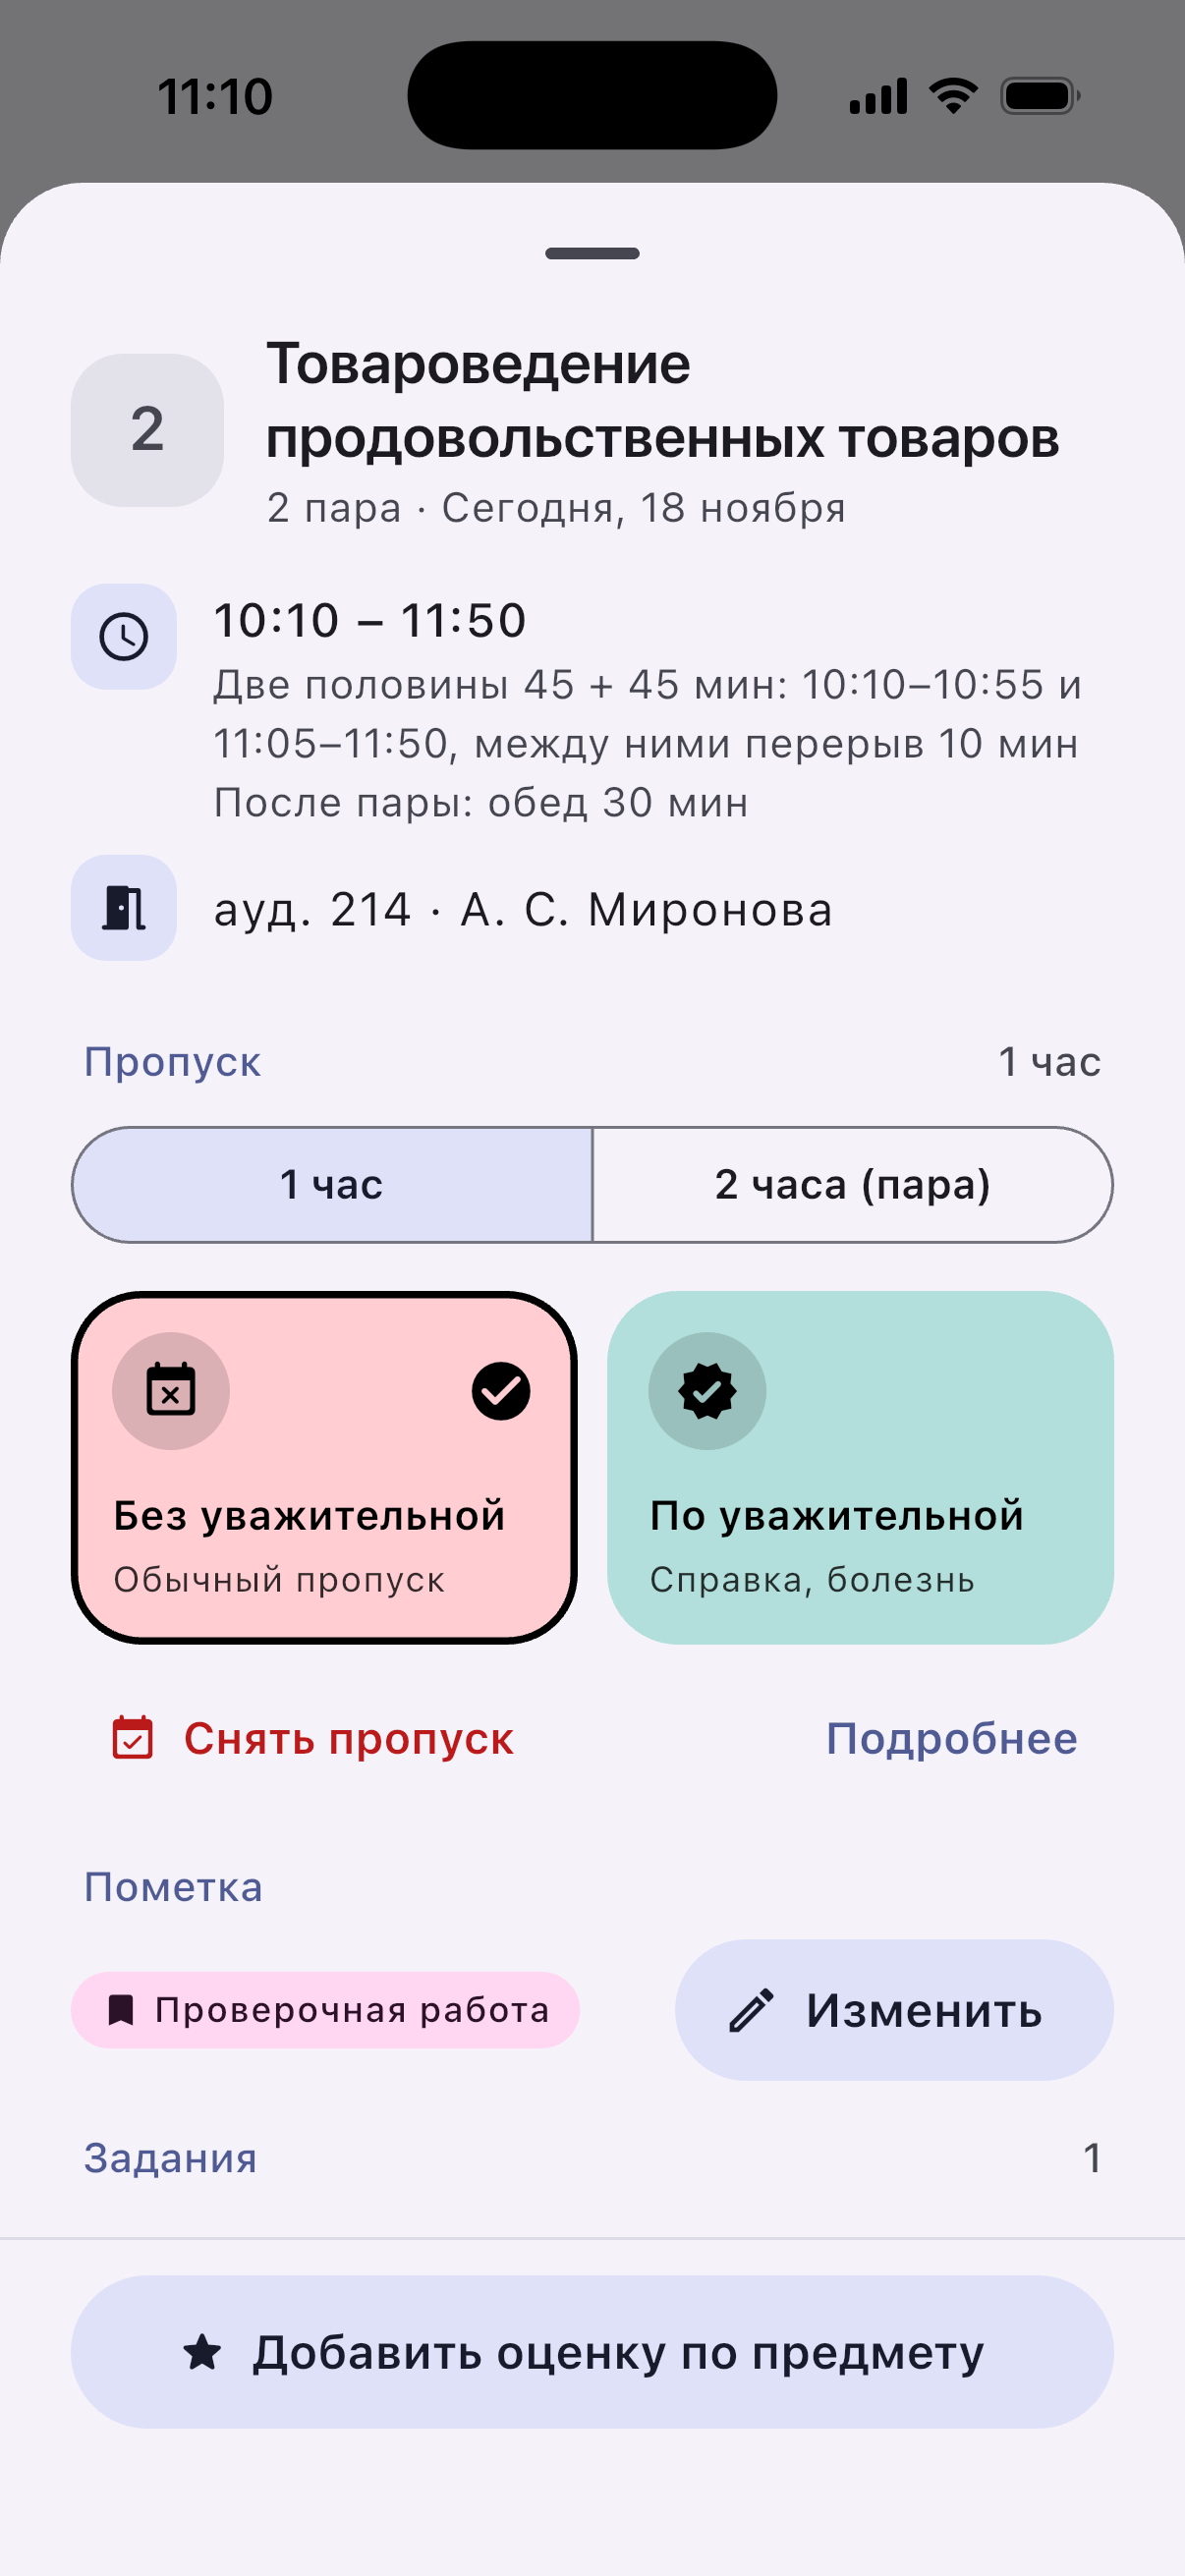 11:10
2
Товароведение
продовольственных товаров
2 пара · Сегодня, 18 ноября
10:10 – 11:50
Две половины 45 + 45 мин: 10:10–10:55 и
11:05–11:50, между ними перерыв 10 мин
После пары: обед 30 мин
ауд. 214 · А. С. Миронова
Пропуск
1 час
1 час
2 часа (пара)
Без уважительной
Обычный пропуск
По уважительной
Справка, болезнь
Снять пропуск
Подробнее
Пометка
Проверочная работа
Изменить
Задания
1
Добавить оценку по предмету